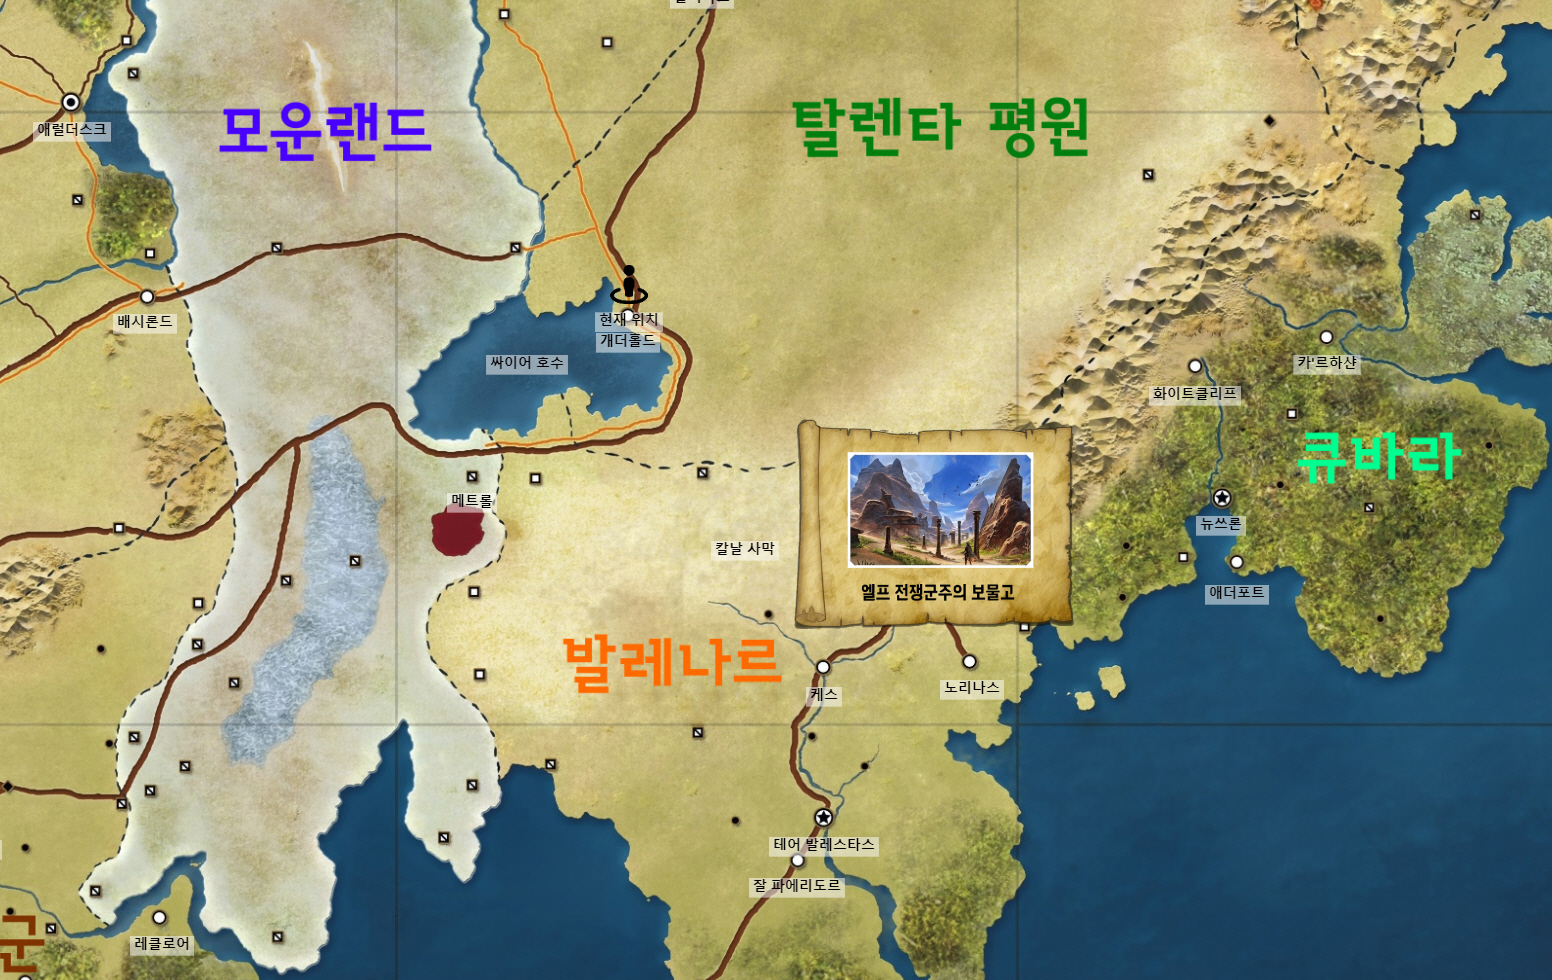 모운랜드
탈렌타 평원
애럴더스크
배시론드
현재 위치
개더홀드
싸이어 호수
화이트클리프
카'르하샨
큐바라
메트롤
뉴쓰론
칼날 사막
엘프 전쟁군주의 보물고
애더포트
발레나르
케스
노리나스
테어 발레스타스
잘 파에리도르
군
레클로어